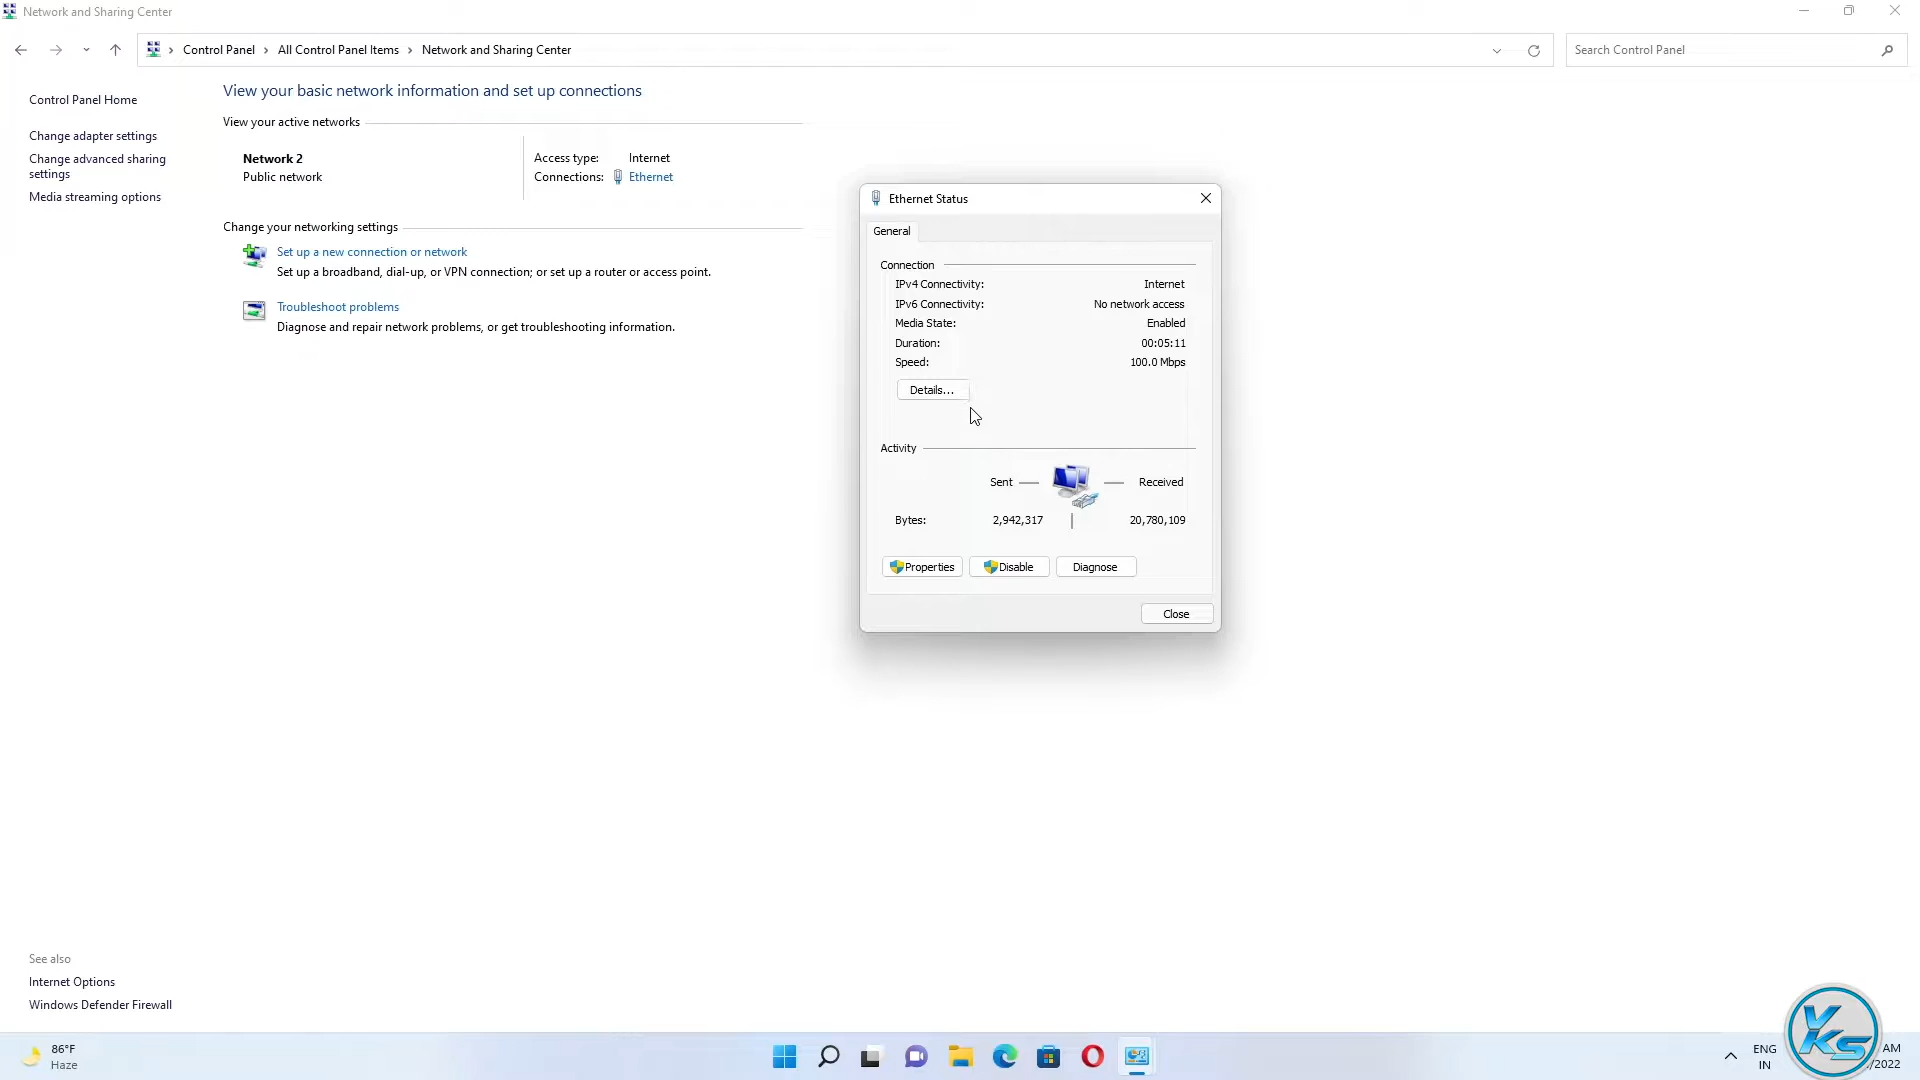 Network and Sharing Center
Control Panel > All Control Panel Items > Network and Sharing Center
Search Control Panel
Control Panel Home
Change adapter settings
Change advanced sharing
settings
Media streaming options
View your basic network information and set up connections
View your active networks
Network 2
Public network
Access type: Internet
Connections: Ethernet
Change your networking settings
Set up a new connection or network
Set up a broadband, dial-up, or VPN connection; or set up a router or access point.
Troubleshoot problems
Diagnose and repair network problems, or get troubleshooting information.
Ethernet Status
General
Connection
IPv4 Connectivity: Internet
IPv6 Connectivity: No network access
Media State: Enabled
Duration: 00:05:11
Speed: 100.0 Mbps
Details...
Activity
Sent Received
Bytes: 2,942,317 20,780,109
Properties Disable Diagnose
Close
See also
Internet Options
Windows Defender Firewall
86°F
Haze
ENG
IN
AM
/2022
YKS